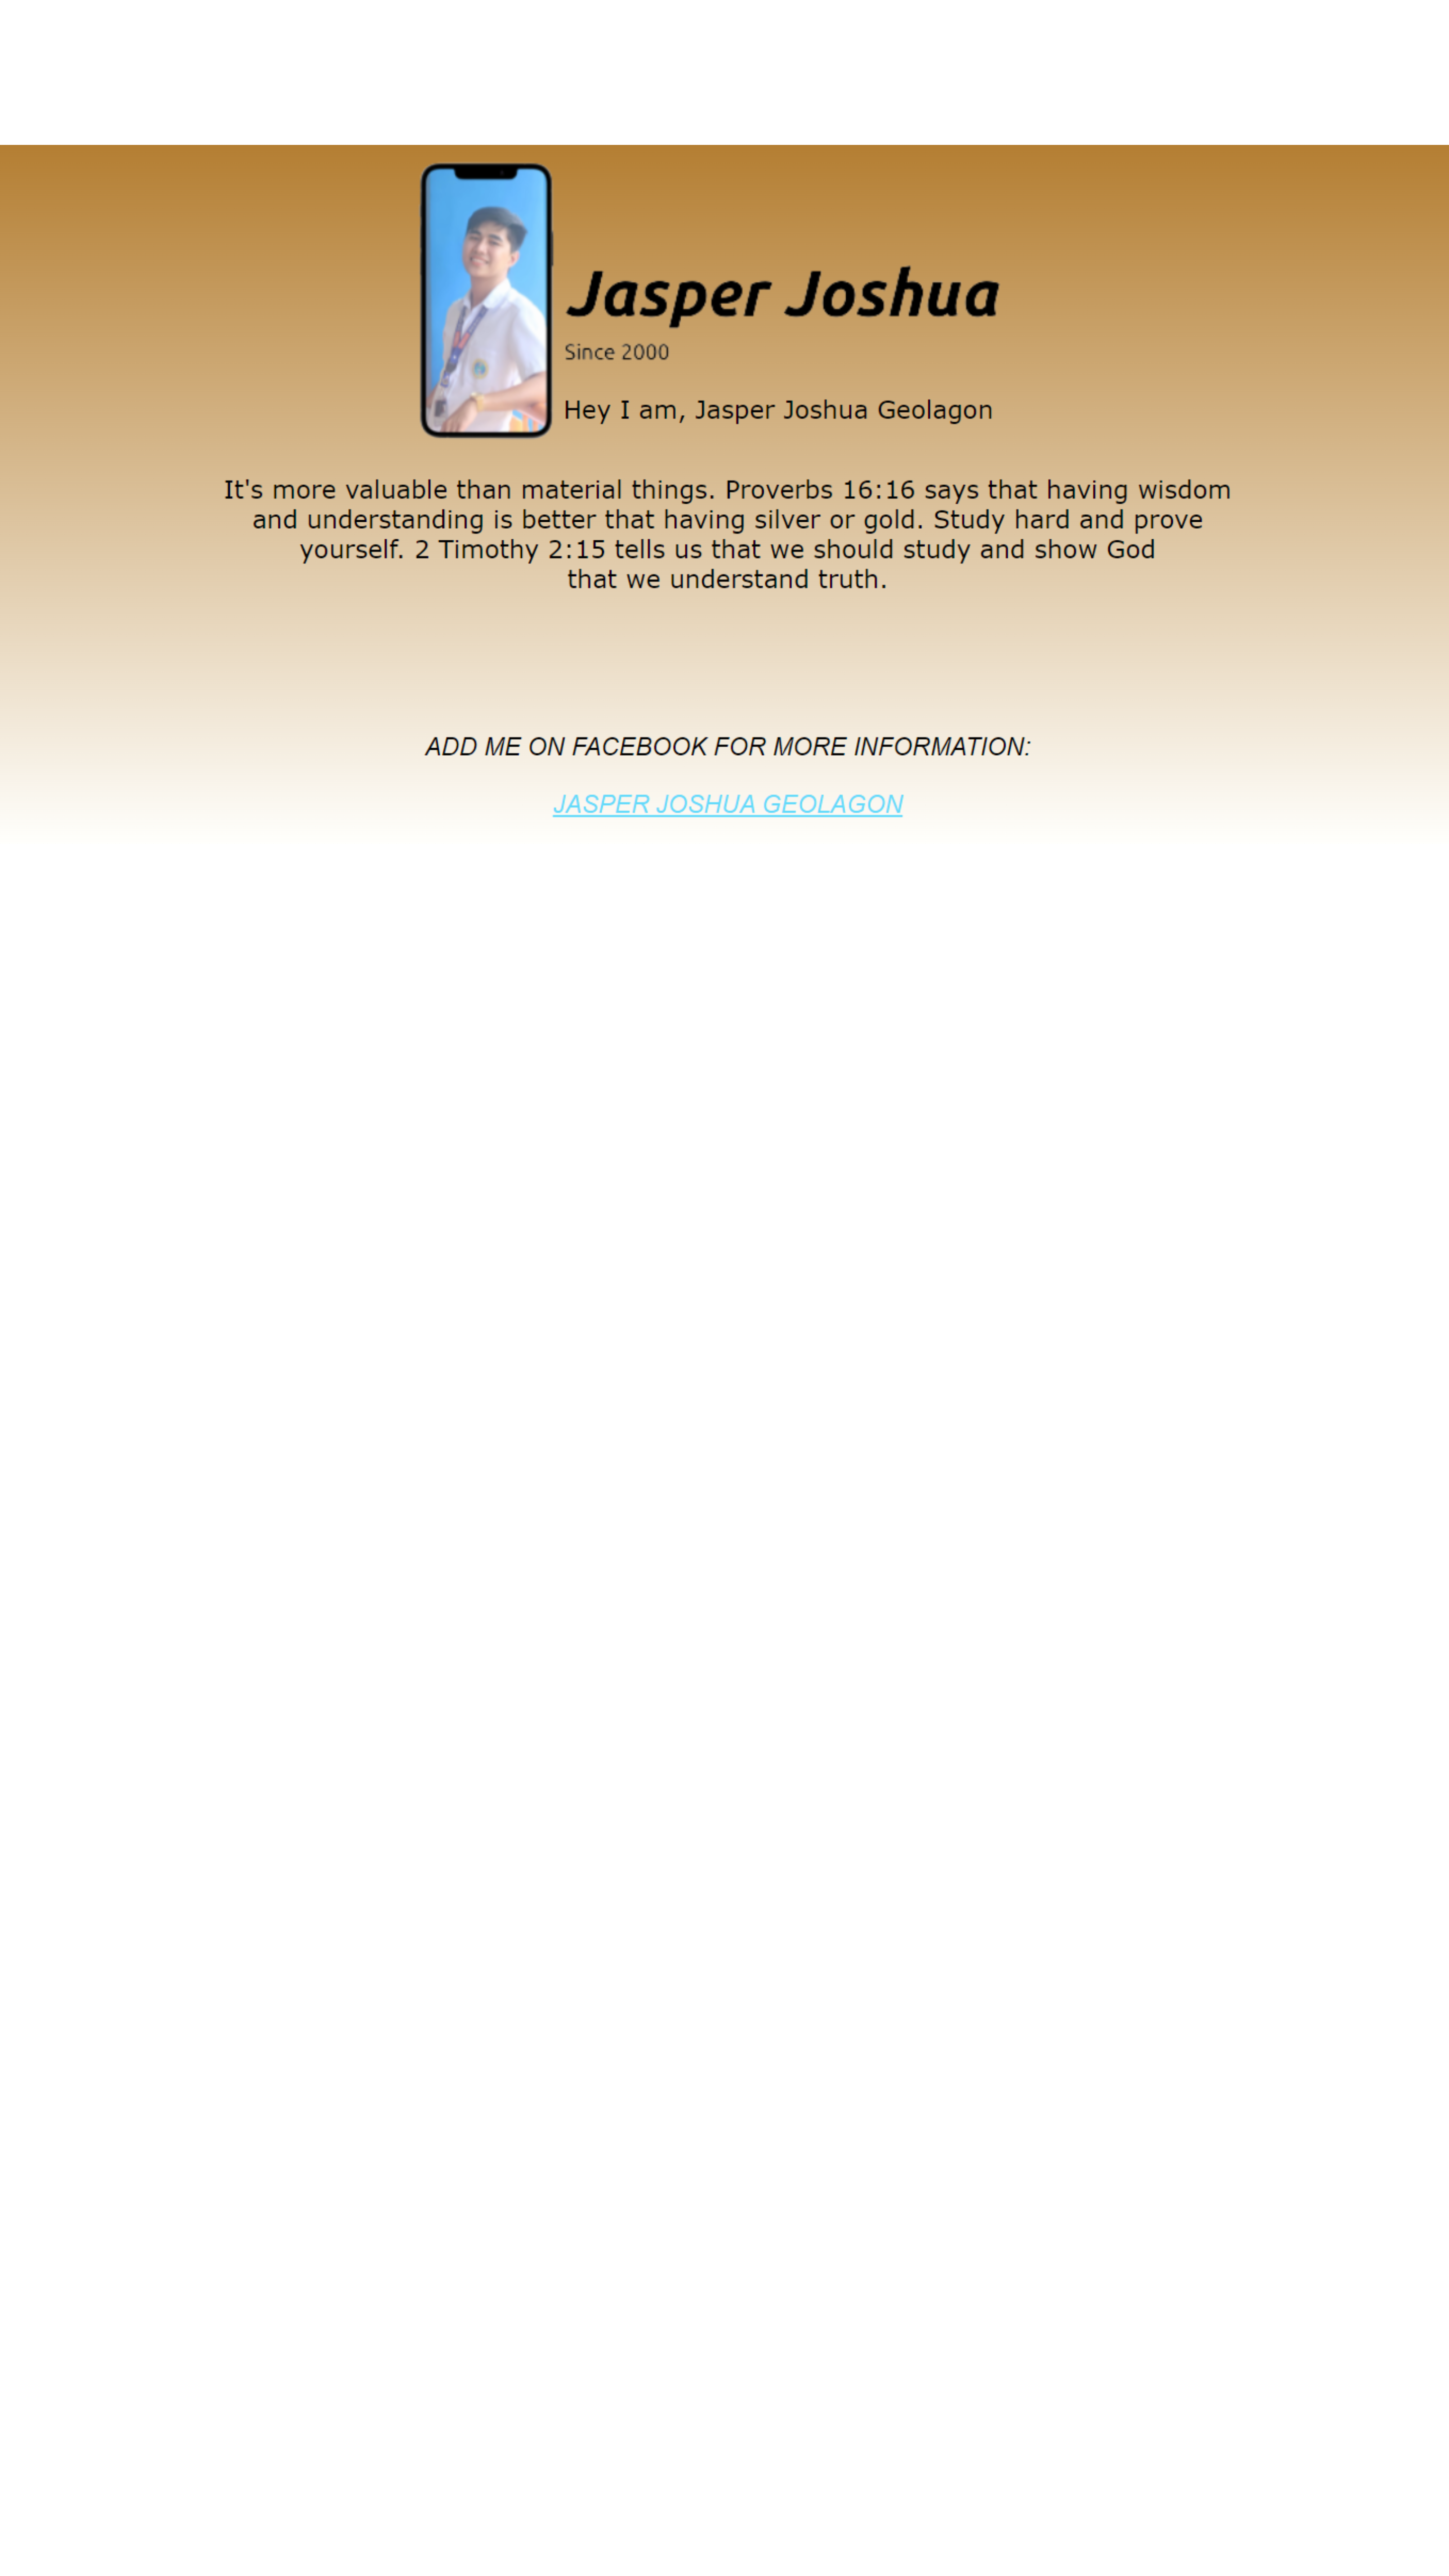 Jasper Joshua
Since 2000
Hey I am, Jasper Joshua Geolagon
It's more valuable than material things. Proverbs 16:16 says that having wisdom
and understanding is better that having silver or gold. Study hard and prove
yourself. 2 Timothy 2:15 tells us that we should study and show God
that we understand truth.
ADD ME ON FACEBOOK FOR MORE INFORMATION:
JASPER JOSHUA GEOLAGON